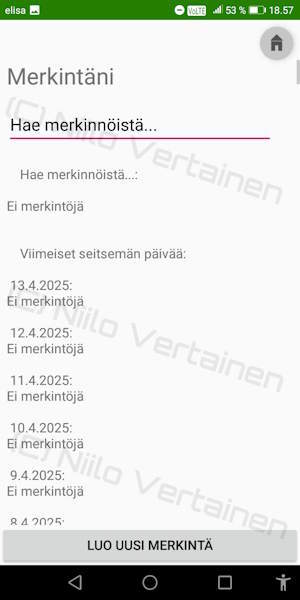 elisa VoLTE 53 % 18.57
Merkintäni
Hae merkinnöistä...
Hae merkinnöistä...:
Ei merkintöjä
Viimeiset seitsemän päivää:
13.4.2025:
Ei merkintöjä
12.4.2025:
Ei merkintöjä
11.4.2025:
Ei merkintöjä
10.4.2025:
Ei merkintöjä
9.4.2025:
Ei merkintöjä
8.4.2025:
LUO UUSI MERKINTÄ
(C) Niilo Vertainen
(C) Niilo Vertainen
(C) Niilo Vertainen